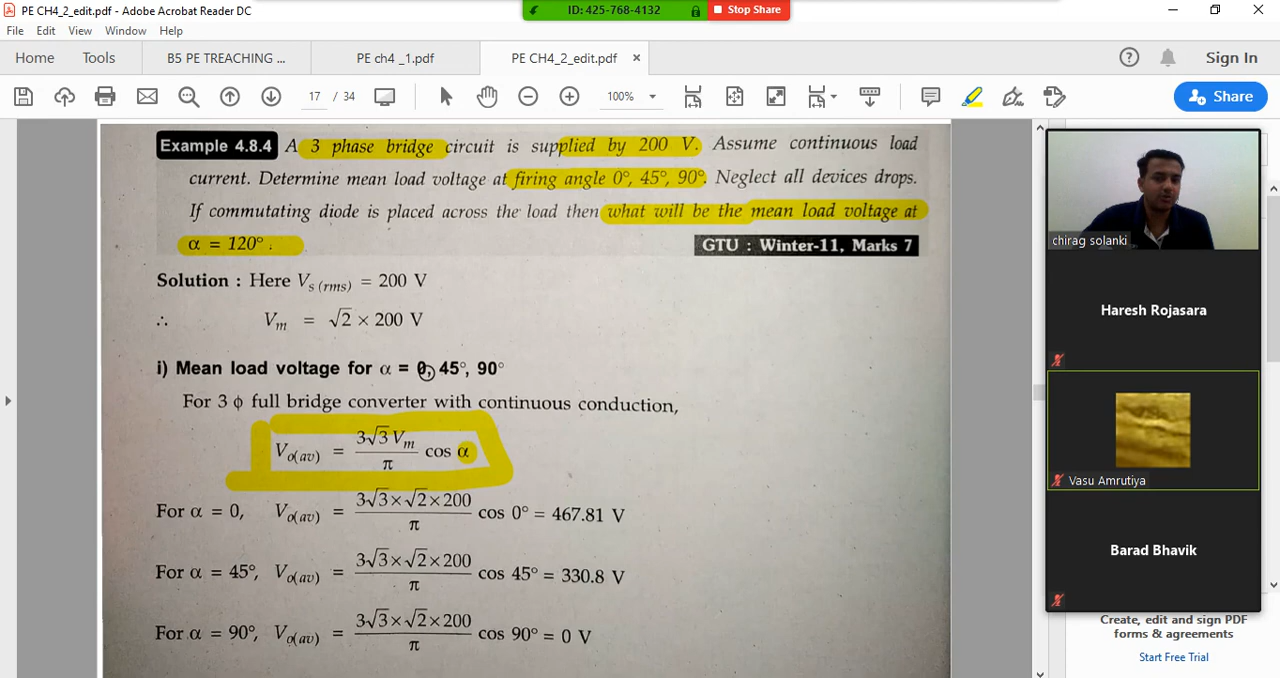 PE CH4_2_edit.pdf - Adobe Acrobat Reader DC
ID: 425-768-4132
Stop Share
File Edit View Window Help
Home Tools B5 PE TREACHING ... PE ch4 _1.pdf PE CH4_2_edit.pdf × Sign In
17 / 34 100% Share
Example 4.8.4 A 3 phase bridge circuit is supplied by 200 V. Assume continuous load
current. Determine mean load voltage at firing angle 0°, 45°, 90°. Neglect all devices drops.
If commutating diode is placed across the load then what will be the mean load voltage at
α = 120°.
GTU : Winter-11, Marks 7
Solution : Here Vs (rms) = 200 V
∴ Vm = √2 × 200 V
i) Mean load voltage for α = 0, 45°, 90°
For 3 ϕ full bridge converter with continuous conduction,
Vo(av) = 3√3 Vm / π cos α
For α = 0, Vo(av) = 3√3×√2×200 / π cos 0° = 467.81 V
For α = 45°, Vo(av) = 3√3×√2×200 / π cos 45° = 330.8 V
For α = 90°, Vo(av) = 3√3×√2×200 / π cos 90° = 0 V
chirag solanki
Haresh Rojasara
Vasu Amrutiya
Barad Bhavik
Create, edit and sign PDF
forms & agreements
Start Free Trial